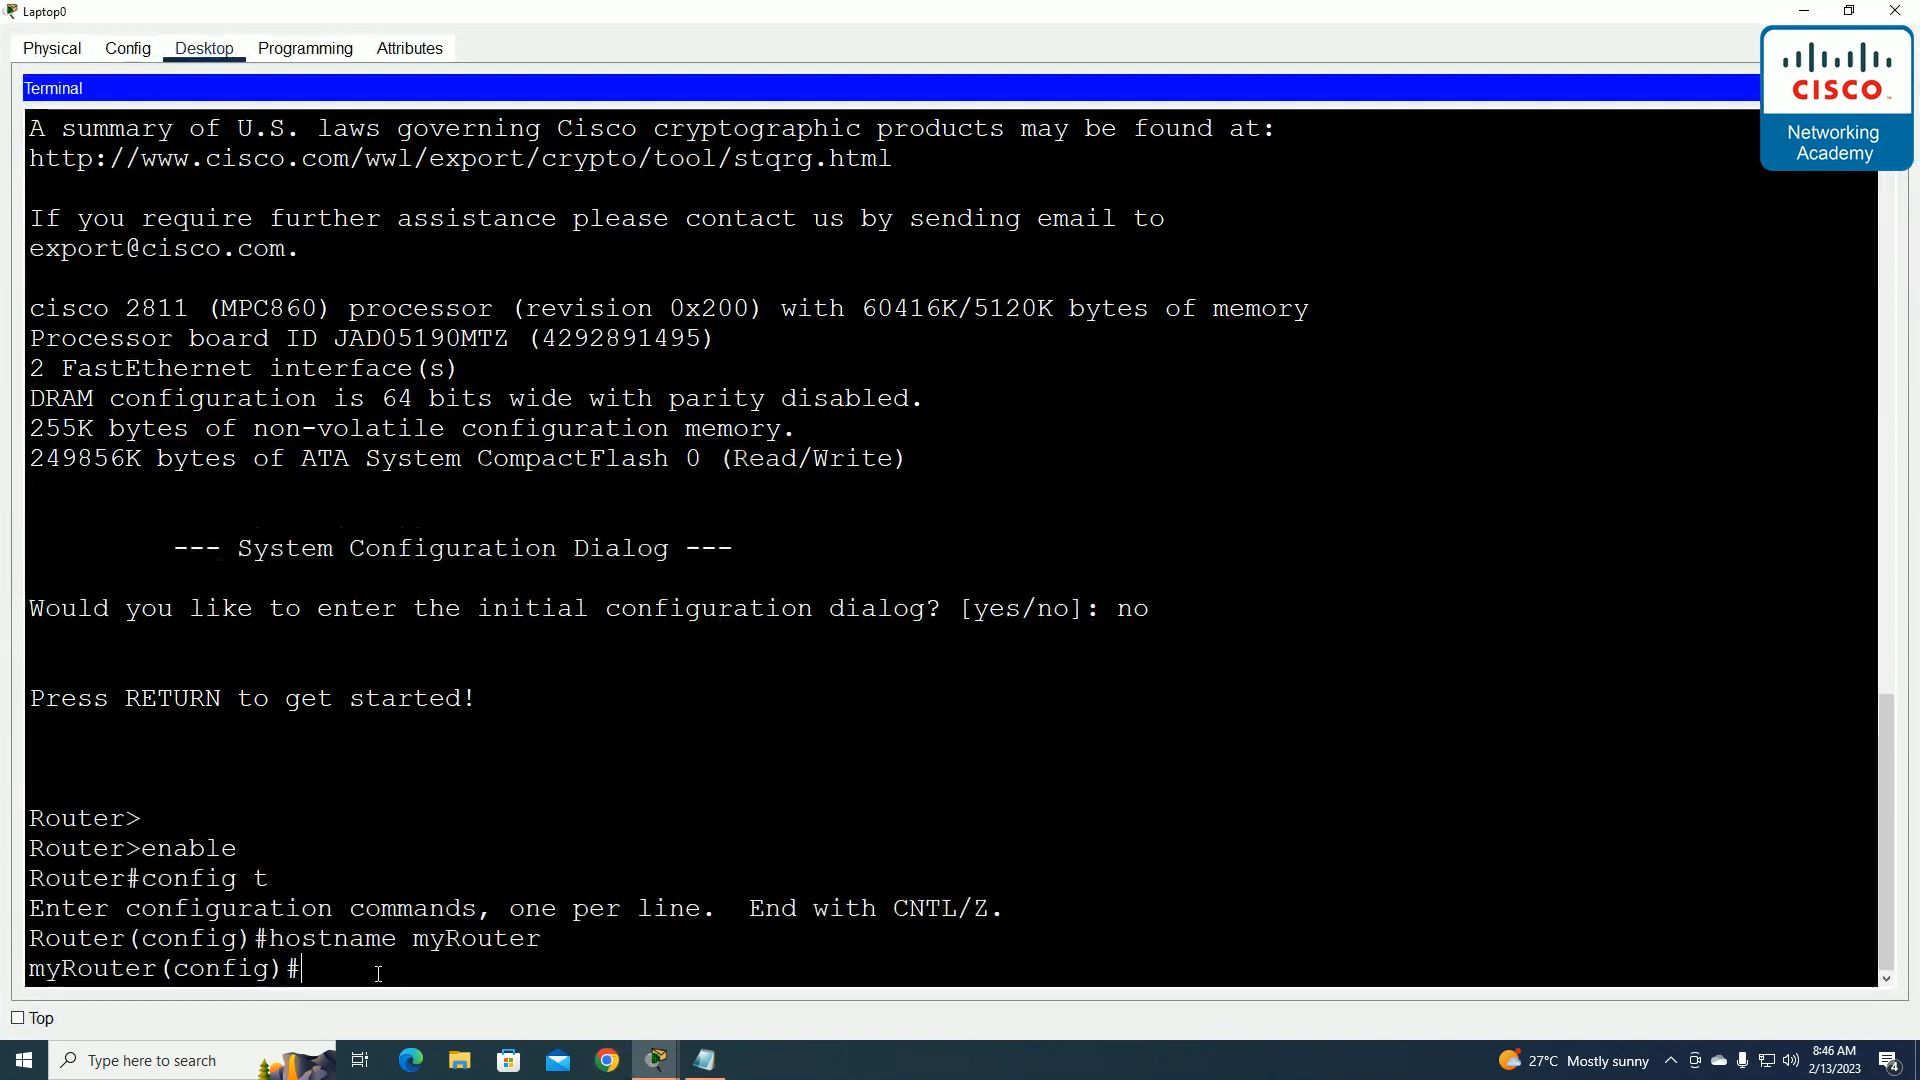 Laptop0
Physical Config Desktop Programming Attributes
CISCO
Networking
Academy
Terminal
A summary of U.S. laws governing Cisco cryptographic products may be found at:
http://www.cisco.com/wwl/export/crypto/tool/stqrg.html
If you require further assistance please contact us by sending email to
export@cisco.com.
cisco 2811 (MPC860) processor (revision 0x200) with 60416K/5120K bytes of memory
Processor board ID JAD05190MTZ (4292891495)
2 FastEthernet interface(s)
DRAM configuration is 64 bits wide with parity disabled.
255K bytes of non-volatile configuration memory.
249856K bytes of ATA System CompactFlash 0 (Read/Write)
--- System Configuration Dialog ---
Would you like to enter the initial configuration dialog? [yes/no]: no
Press RETURN to get started!
Router>
Router>enable
Router#config t
Enter configuration commands, one per line.  End with CNTL/Z.
Router(config)#hostname myRouter
myRouter(config)#
Top
Type here to search
27°C Mostly sunny
8:46 AM
2/13/2023
4